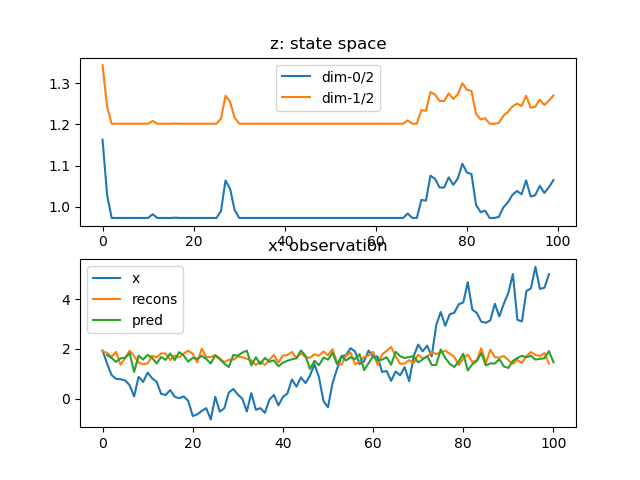 z: state space
1.3
1.2
1.1
1.0
dim-0/2
dim-1/2
0 20 40 60 80 100
x: observation
4
2
0
x
recons
pred
0 20 40 60 80 100